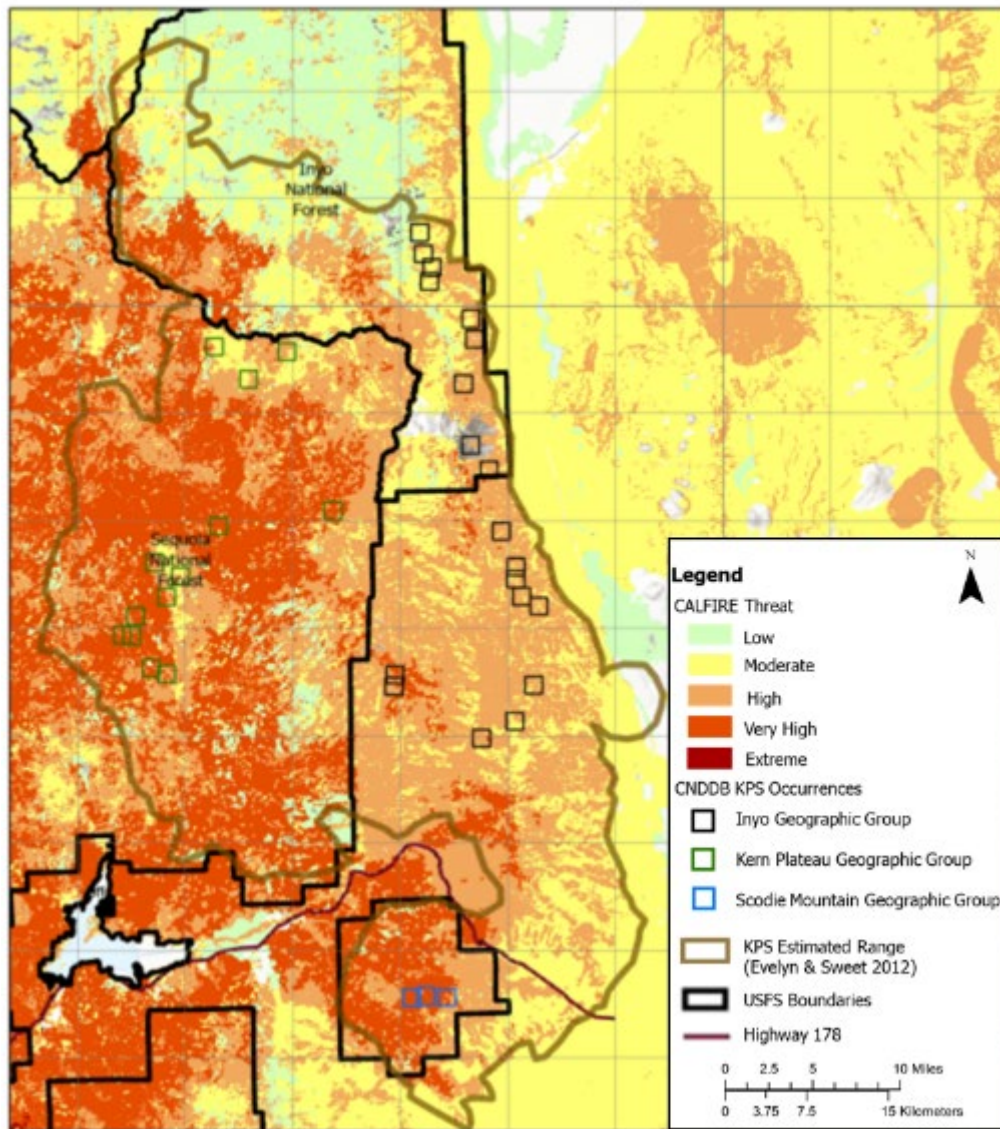 Inyo
National
Forest
Sequoia
National
Forest
N
Legend
CALFIRE Threat
Low
Moderate
High
Very High
Extreme
CNDDB KPS Occurrences
Inyo Geographic Group
Kern Plateau Geographic Group
Scodie Mountain Geographic Group
KPS Estimated Range
(Evelyn & Sweet 2012)
USFS Boundaries
Highway 178
0 2.5 5 10 Miles
0 3.75 7.5 15 Kilometers